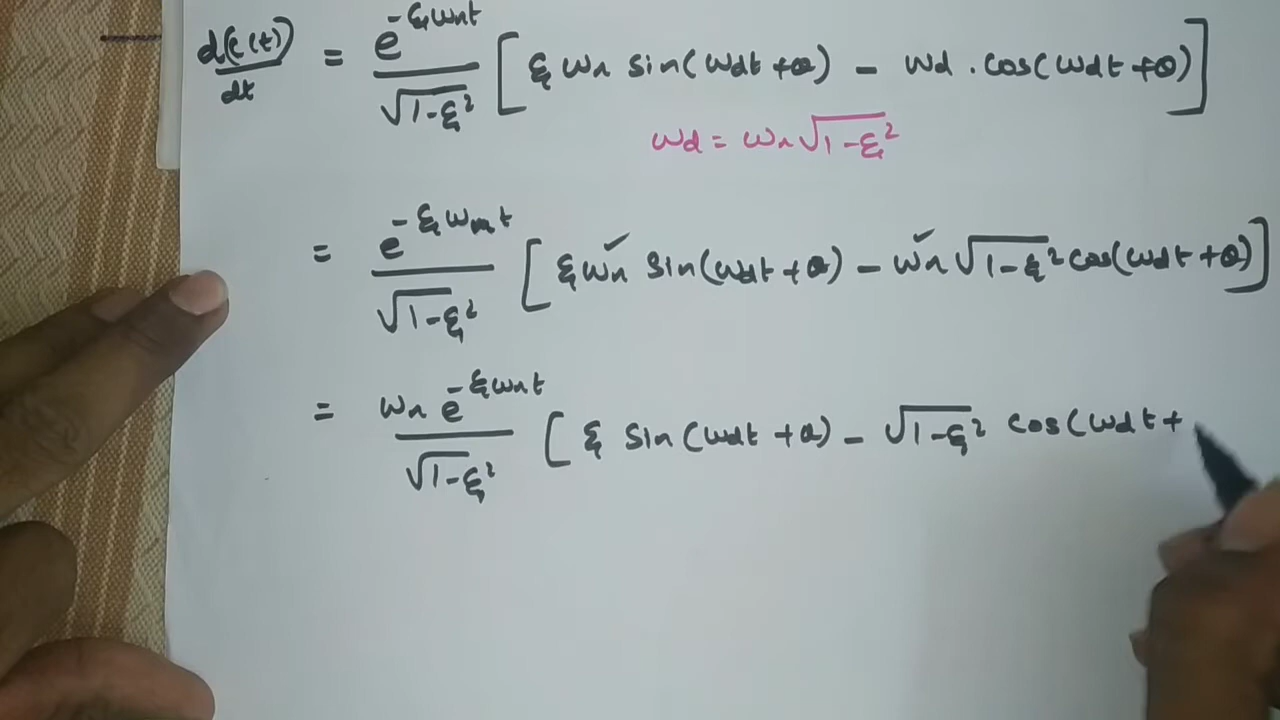 d(c(t))/dt = e^{-ξωnt}/√(1-ξ²) [ξ ωn sin(ωdt + θ) - ωd . cos(ωdt + θ)]
ωd = ωn√(1-ξ²)
= e^{-ξωnt}/√(1-ξ²) [ξωn sin(ωdt + θ) - ωn√(1-ξ²) cos(ωdt + θ)]
= ωn e^{-ξωnt}/√(1-ξ²) [ξ sin(ωdt + θ) - √(1-ξ²) cos(ωdt +